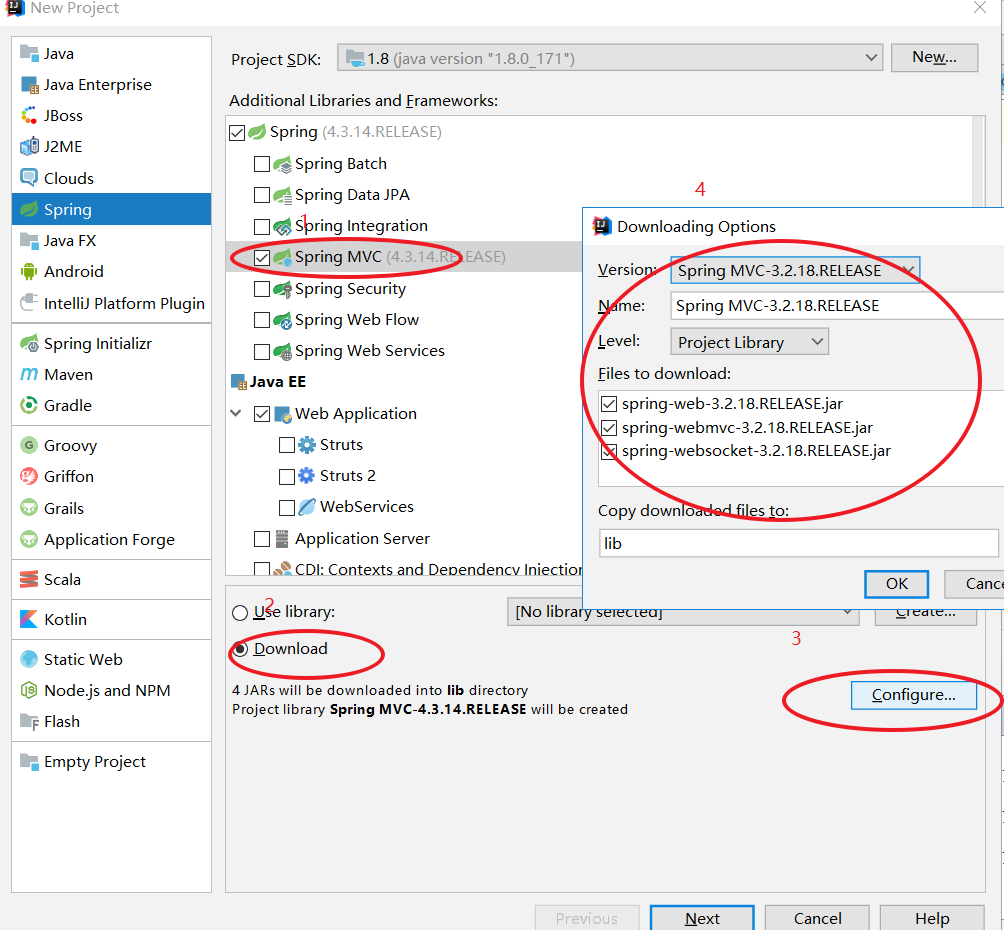 New Project
Java
Java Enterprise
JBoss
J2ME
Clouds
Spring
Java FX
Android
IntelliJ Platform Plugin
Spring Initializr
Maven
Gradle
Groovy
Griffon
Grails
Application Forge
Scala
Kotlin
Static Web
Node.js and NPM
Flash
Empty Project
Project SDK:
1.8 (java version "1.8.0_171")
New...
Additional Libraries and Frameworks:
Spring (4.3.14.RELEASE)
Spring Batch
Spring Data JPA
1
Spring Integration
Spring MVC (4.3.14.RELEASE)
Spring Security
Spring Web Flow
Spring Web Services
Java EE
Web Application
Struts
Struts 2
WebServices
Application Server
CDI: Contexts and Dependency Injection
4
Downloading Options
Version:
Spring MVC-3.2.18.RELEASE
Name:
Spring MVC-3.2.18.RELEASE
Level:
Project Library
Files to download:
spring-web-3.2.18.RELEASE.jar
spring-webmvc-3.2.18.RELEASE.jar
spring-websocket-3.2.18.RELEASE.jar
Copy downloaded files to:
lib
OK
Cance
2
Use library:
[No library selected]
Create...
Download
3
4 JARs will be downloaded into lib directory
Project library Spring MVC-4.3.14.RELEASE will be created
Configure...
Previous
Next
Cancel
Help